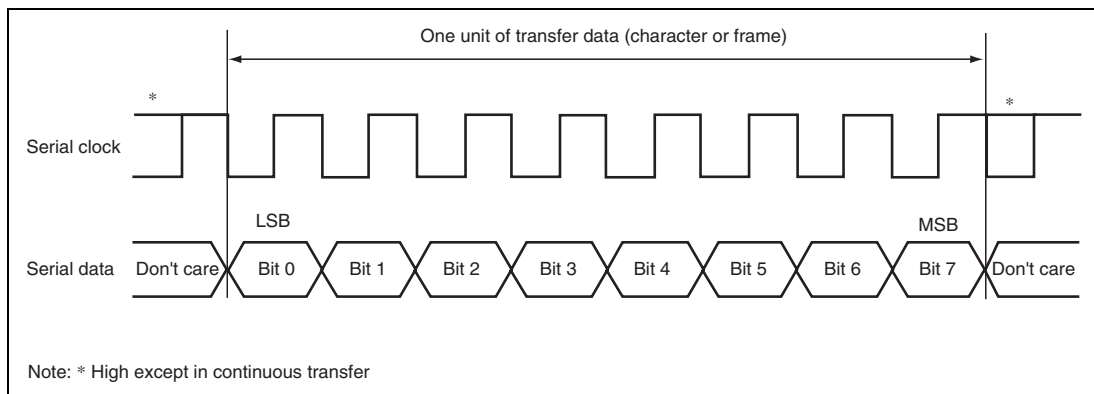 One unit of transfer data (character or frame)
* *
Serial clock
LSB MSB
Serial data Don't care Bit 0 Bit 1 Bit 2 Bit 3 Bit 4 Bit 5 Bit 6 Bit 7 Don't care
Note: * High except in continuous transfer